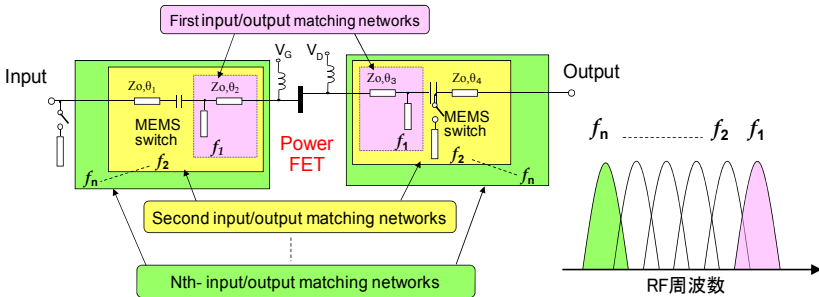 First input/output matching networks
V_G
V_D
Input
Output
Zo,θ₁
Zo,θ₂
Zo,θ₃
Zo,θ₄
MEMS
switch
f₁
f₂
fₙ
Power
FET
f₁
MEMS
switch
f₂
fₙ
Second input/output matching networks
Nth- input/output matching networks
fₙ
f₂
f₁
RF周波数